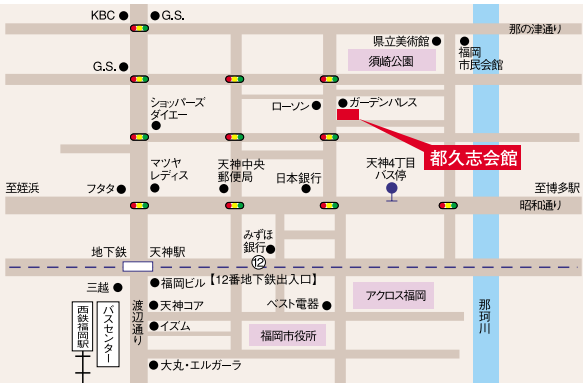 KBC
G.S.
那の津通り
県立美術館
福岡
市民会館
須崎公園
G.S.
ショッパーズ
ダイエー
ローソン
ガーデンパレス
都久志会館
マツヤ
レディス
天神中央
郵便局
日本銀行
天神4丁目
バス停
至姪浜
フタタ
至博多駅
昭和通り
みずほ
銀行
⑫
地下鉄
天神駅
【12番地下鉄出入口】
三越
福岡ビル
天神コア
イズム
大丸・エルガーラ
ベスト電器
アクロス福岡
福岡市役所
渡辺通り
バスセンター
西鉄福岡駅
那珂川